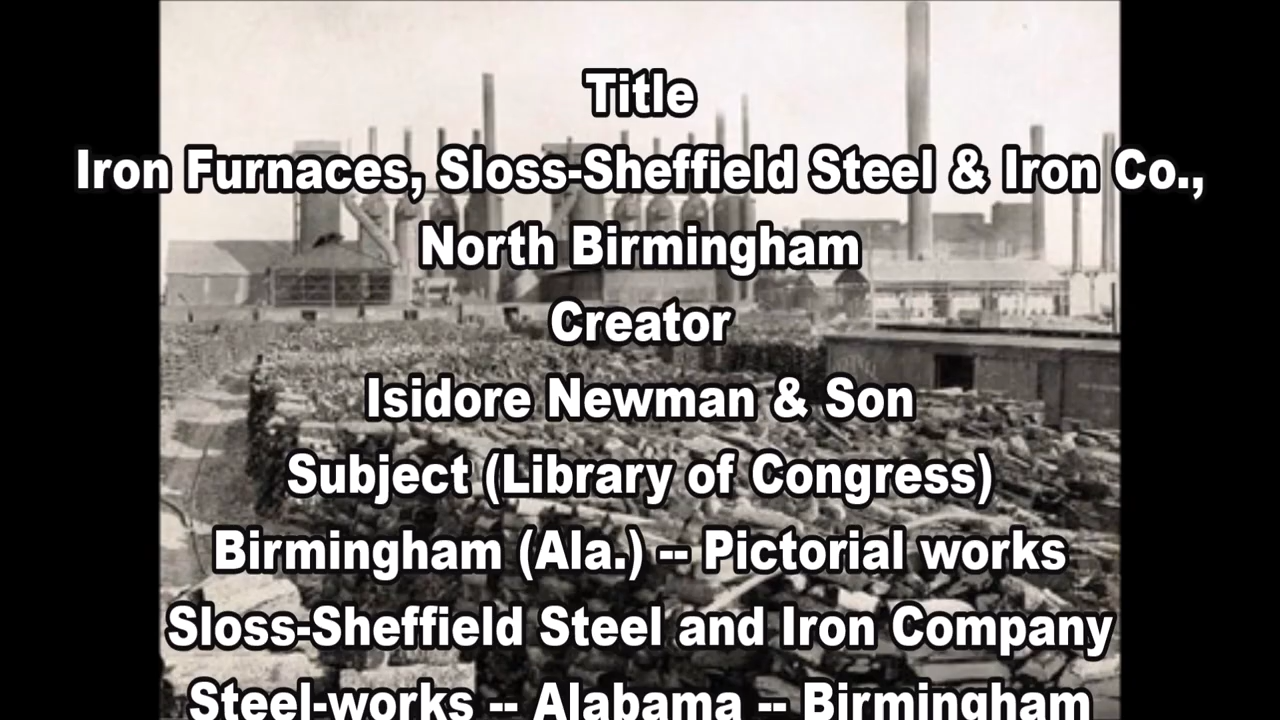 Title
Iron Furnaces, Sloss-Sheffield Steel & Iron Co.,
North Birmingham
Creator
Isidore Newman & Son
Subject (Library of Congress)
Birmingham (Ala.) -- Pictorial works
Sloss-Sheffield Steel and Iron Company
Steel-works -- Alabama -- Birmingham